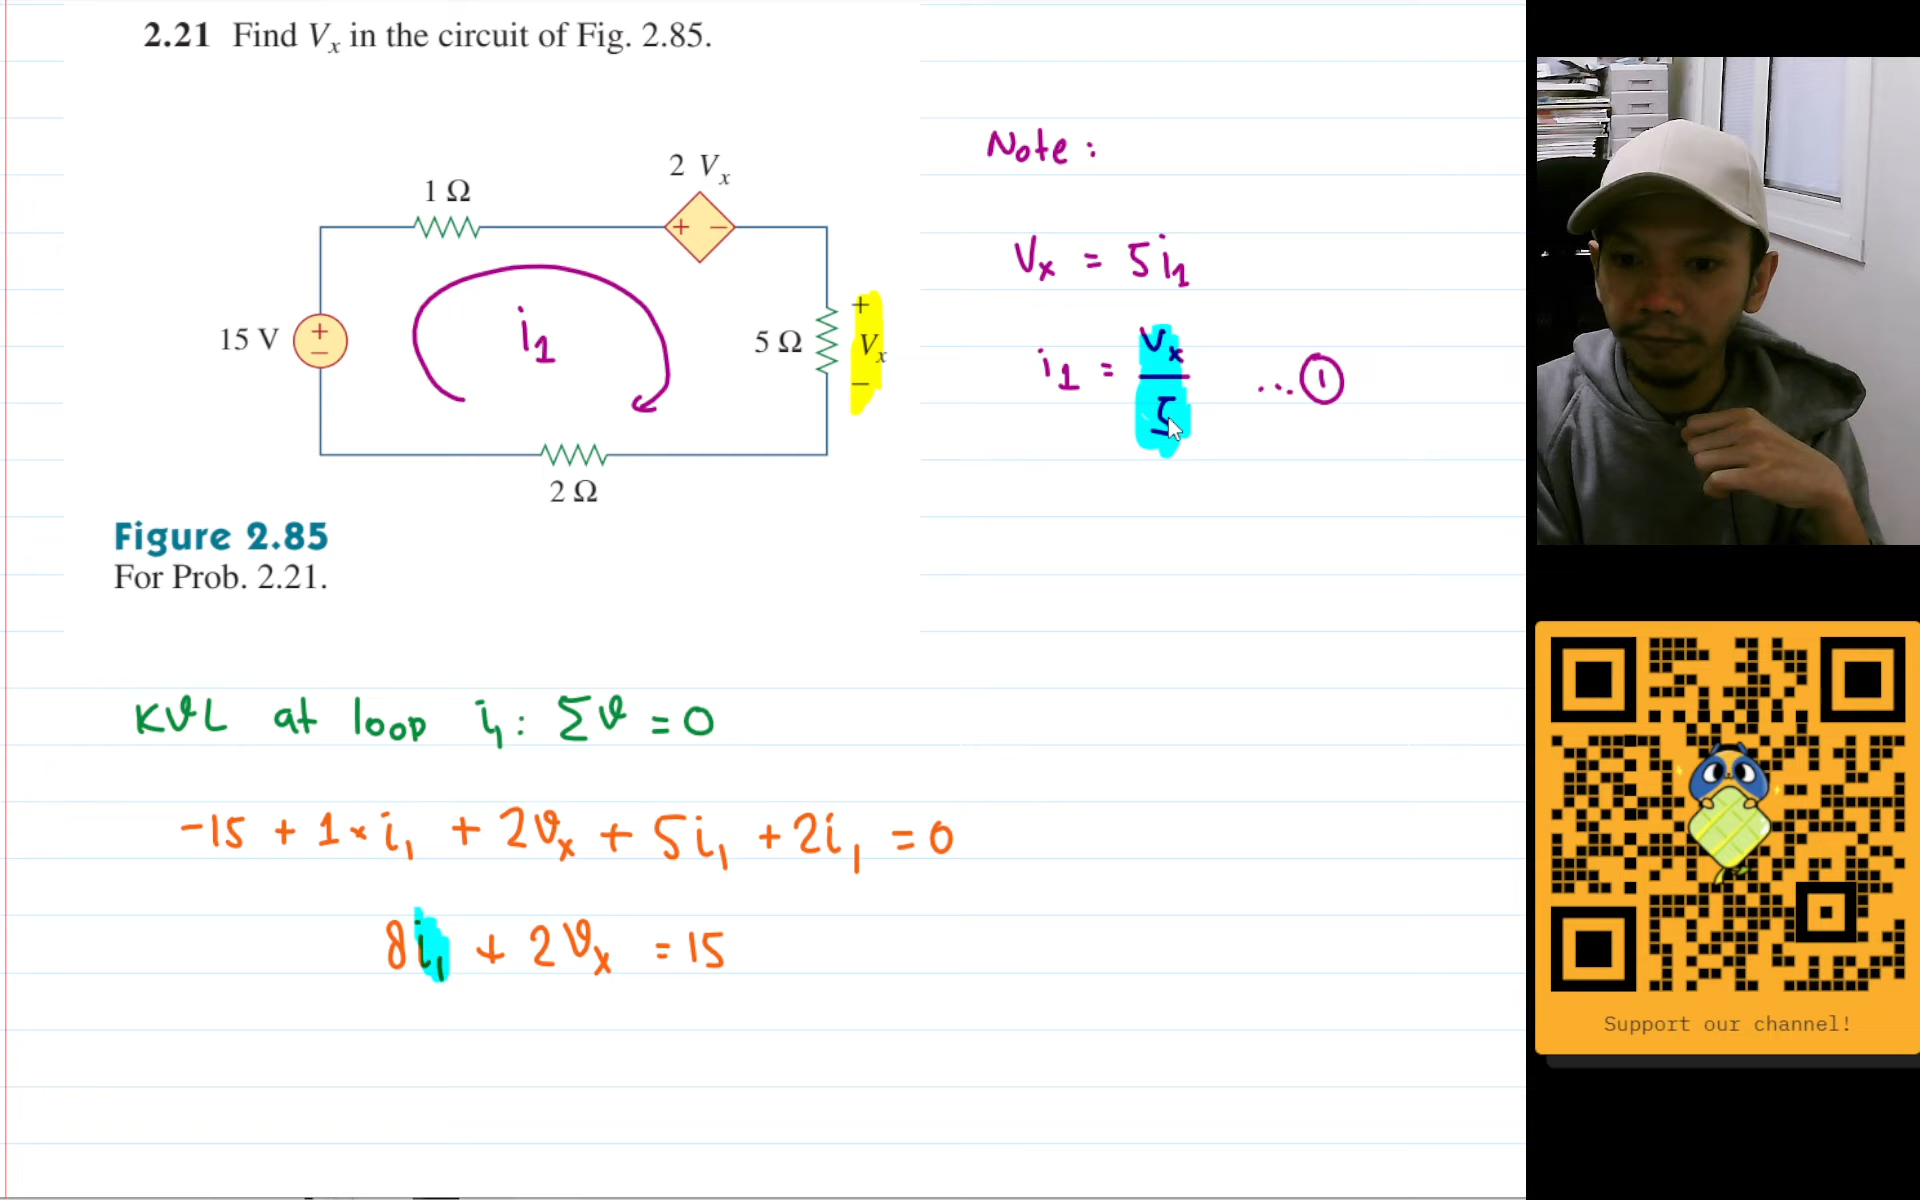 2.21 Find Vx in the circuit of Fig. 2.85.
Note :
2 Vx
1 Ω
+ −
Vx = 5i1
i1
15 V
+
−
5 Ω
+
Vx
−
i1 = Vx/5 ...①
2 Ω
Figure 2.85
For Prob. 2.21.
KVL at loop i1 : Σv = 0
-15 + 1 × i1 + 2vx + 5i1 + 2i1 = 0
8i1 + 2vx = 15
Support our channel!